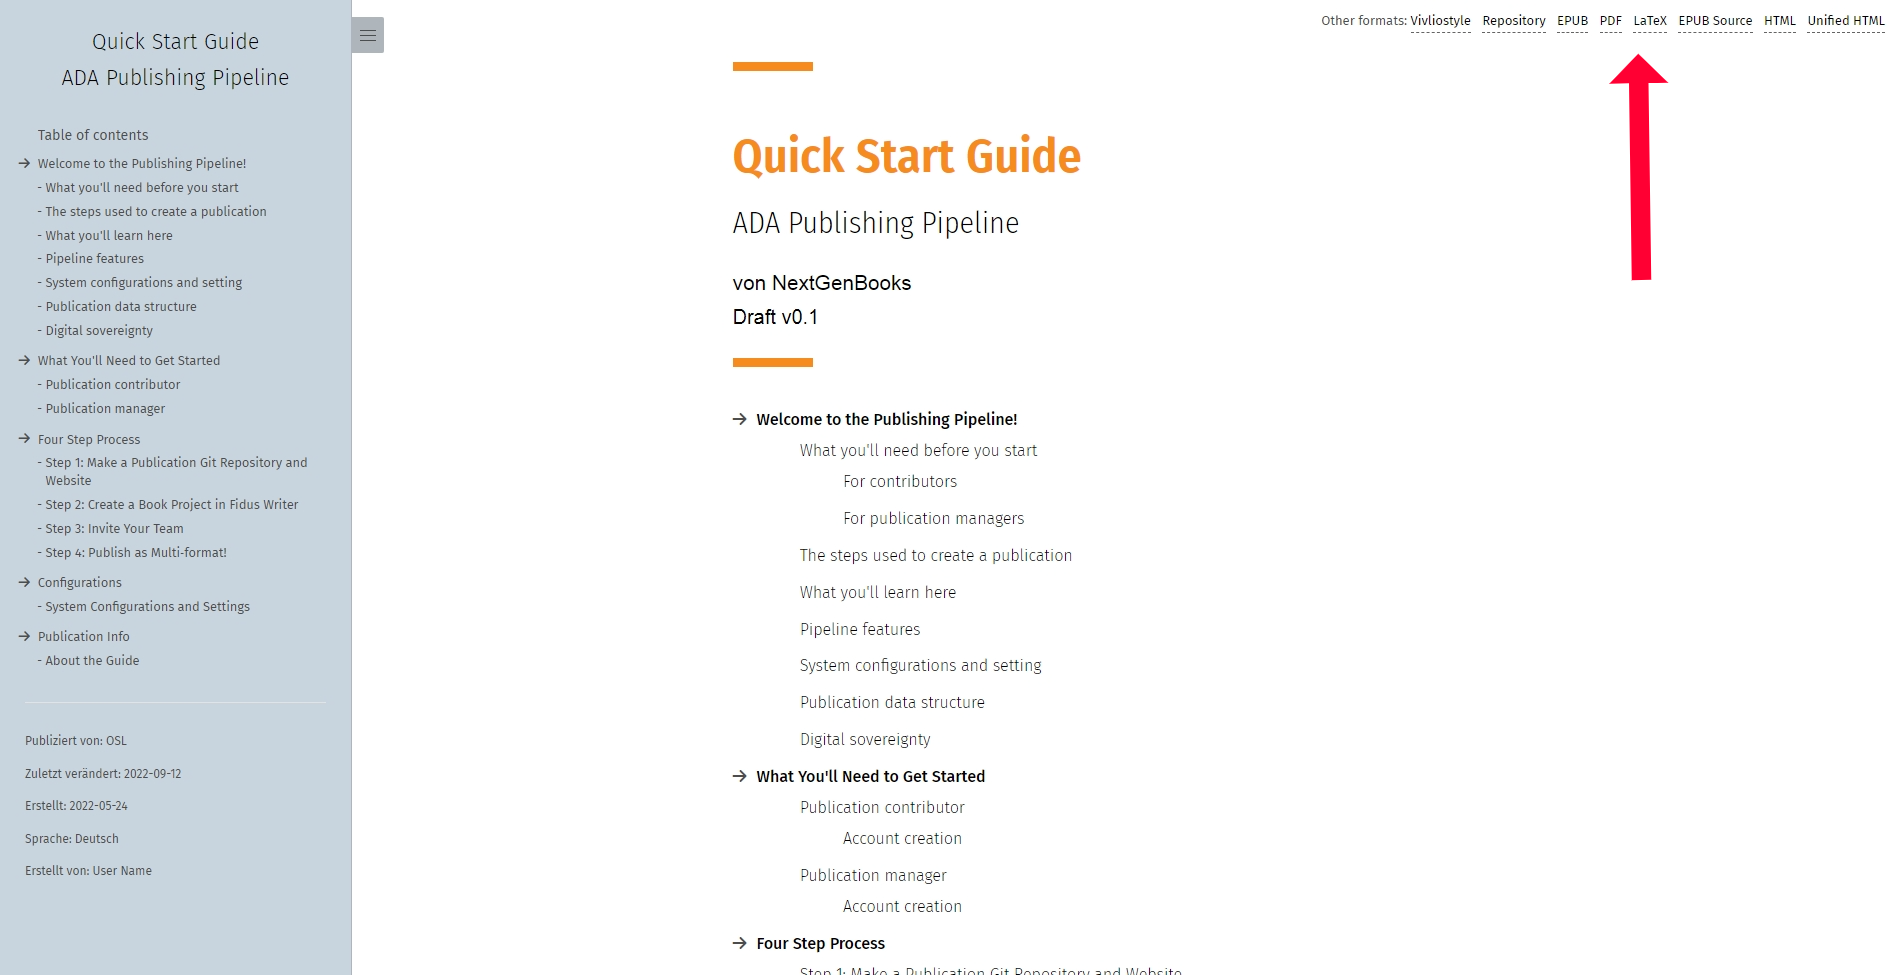 Quick Start Guide
ADA Publishing Pipeline
Table of contents
→ Welcome to the Publishing Pipeline!
- What you'll need before you start
- The steps used to create a publication
- What you'll learn here
- Pipeline features
- System configurations and setting
- Publication data structure
- Digital sovereignty
→ What You'll Need to Get Started
- Publication contributor
- Publication manager
→ Four Step Process
- Step 1: Make a Publication Git Repository and
Website
- Step 2: Create a Book Project in Fidus Writer
- Step 3: Invite Your Team
- Step 4: Publish as Multi-format!
→ Configurations
- System Configurations and Settings
→ Publication Info
- About the Guide
Publiziert von: OSL
Zuletzt verändert: 2022-09-12
Erstellt: 2022-05-24
Sprache: Deutsch
Erstellt von: User Name
Other formats: Vivliostyle Repository EPUB PDF LaTeX EPUB Source HTML Unified HTML
Quick Start Guide
ADA Publishing Pipeline
von NextGenBooks
Draft v0.1
→ Welcome to the Publishing Pipeline!
What you'll need before you start
For contributors
For publication managers
The steps used to create a publication
What you'll learn here
Pipeline features
System configurations and setting
Publication data structure
Digital sovereignty
→ What You'll Need to Get Started
Publication contributor
Account creation
Publication manager
Account creation
→ Four Step Process
Step 1: Make a Publication Git Repository and Website